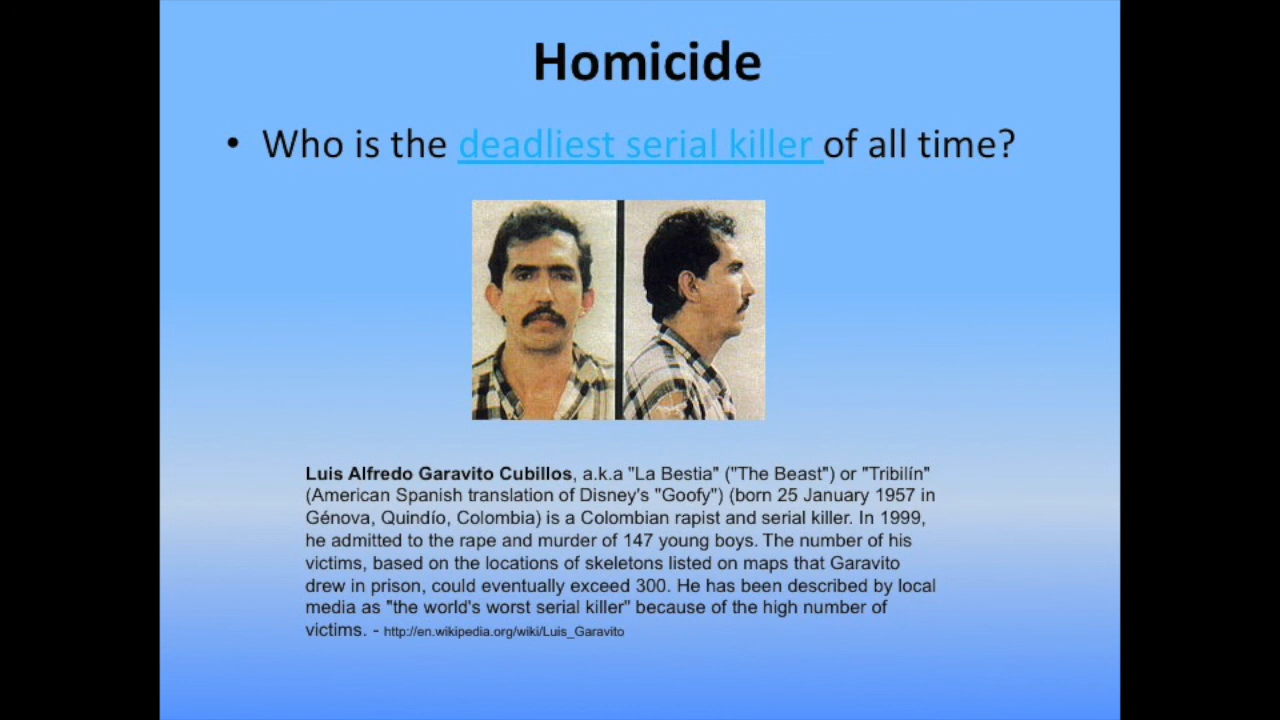 Homicide
• Who is the deadliest serial killer of all time?
Luis Alfredo Garavito Cubillos, a.k.a "La Bestia" ("The Beast") or "Tribilín"
(American Spanish translation of Disney's "Goofy") (born 25 January 1957 in
Génova, Quindío, Colombia) is a Colombian rapist and serial killer. In 1999,
he admitted to the rape and murder of 147 young boys. The number of his
victims, based on the locations of skeletons listed on maps that Garavito
drew in prison, could eventually exceed 300. He has been described by local
media as "the world's worst serial killer" because of the high number of
victims. - http://en.wikipedia.org/wiki/Luis_Garavito